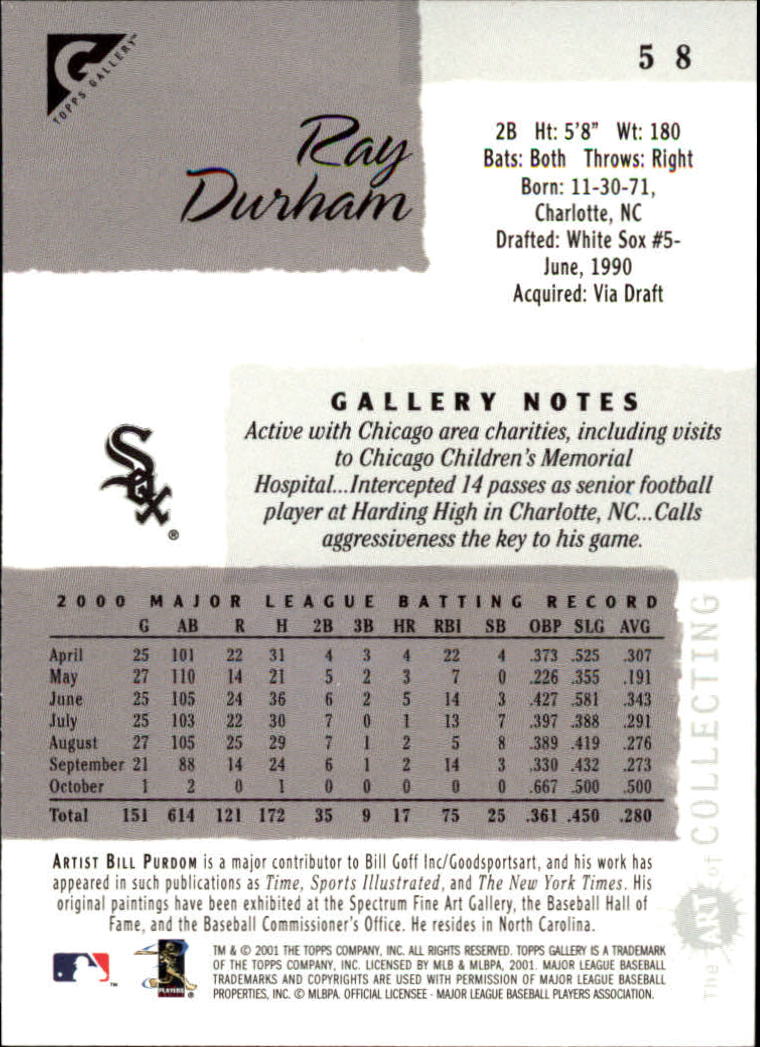 G
TOPPS GALLERY™
5 8
Ray
Durham
2B Ht: 5'8" Wt: 180
Bats: Both Throws: Right
Born: 11-30-71,
Charlotte, NC
Drafted: White Sox #5-
June, 1990
Acquired: Via Draft
GALLERY NOTES
Active with Chicago area charities, including visits
to Chicago Children's Memorial
Hospital...Intercepted 14 passes as senior football
player at Harding High in Charlotte, NC...Calls
aggressiveness the key to his game.
Sox
®
2000 MAJOR LEAGUE BATTING RECORD
G AB R H 2B 3B HR RBI SB OBP SLG AVG
April 25 101 22 31 4 3 4 22 4 .373 .525 .307
May 27 110 14 21 5 2 3 7 0 .226 .355 .191
June 25 105 24 36 6 2 5 14 3 .427 .581 .343
July 25 103 22 30 7 0 1 13 7 .397 .388 .291
August 27 105 25 29 7 1 2 5 8 .389 .419 .276
September 21 88 14 24 6 1 2 14 3 .330 .432 .273
October 1 2 0 1 0 0 0 0 0 .667 .500 .500
Total 151 614 121 172 35 9 17 75 25 .361 .450 .280
The ART of COLLECTING
ARTIST BILL PURDOM is a major contributor to Bill Goff Inc/Goodsportsart, and his work has
appeared in such publications as Time, Sports Illustrated, and The New York Times. His
original paintings have been exhibited at the Spectrum Fine Art Gallery, the Baseball Hall of
Fame, and the Baseball Commissioner's Office. He resides in North Carolina.
™
PLAYERS
®
TM & © 2001 THE TOPPS COMPANY, INC. ALL RIGHTS RESERVED. TOPPS GALLERY IS A TRADEMARK
OF THE TOPPS COMPANY, INC. LICENSED BY MLB & MLBPA, 2001. MAJOR LEAGUE BASEBALL
TRADEMARKS AND COPYRIGHTS ARE USED WITH PERMISSION OF MAJOR LEAGUE BASEBALL
PROPERTIES, INC. © MLBPA. OFFICIAL LICENSEE - MAJOR LEAGUE BASEBALL PLAYERS ASSOCIATION.